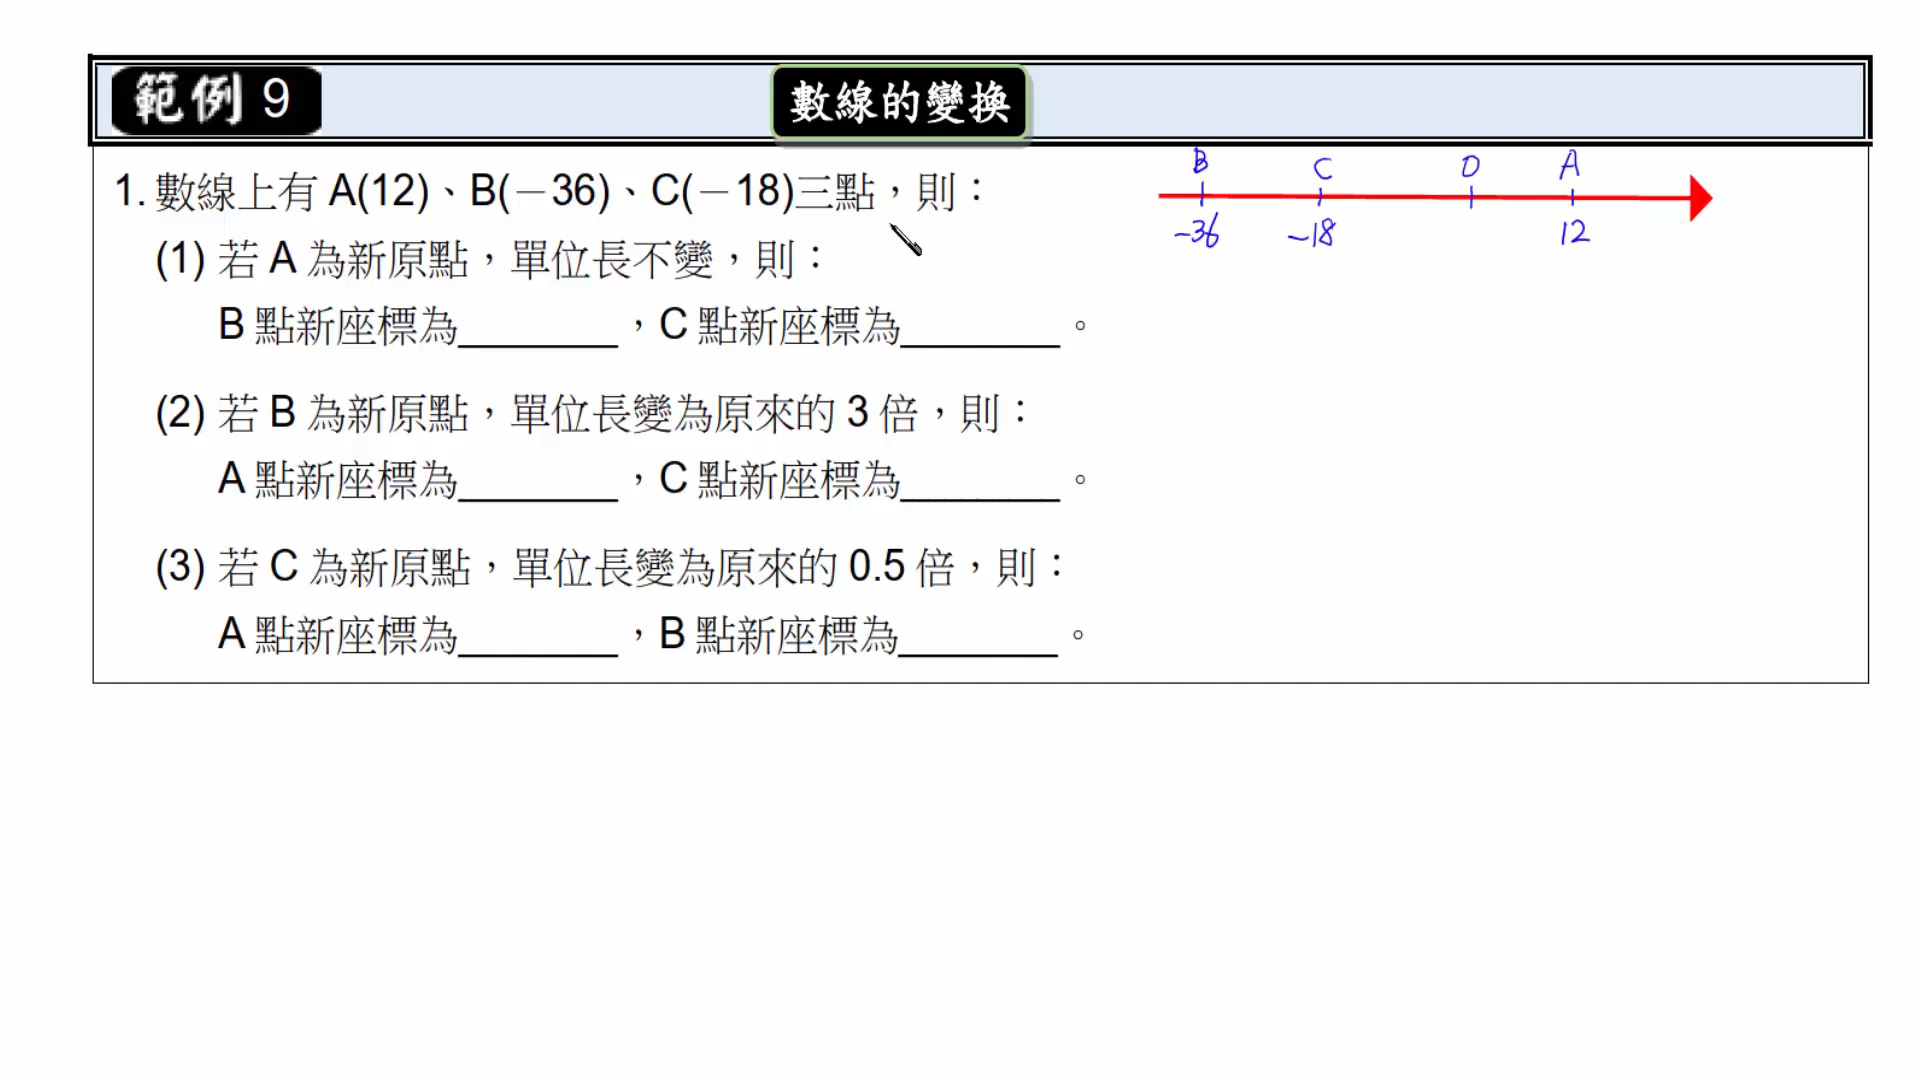 範例 9
數線的變換
1. 數線上有 A(12)、B(－36)、C(－18)三點，則：
B C O A
-36 -18 12
(1) 若 A 為新原點，單位長不變，則：
B 點新座標為_______，C 點新座標為_______。
(2) 若 B 為新原點，單位長變為原來的 3 倍，則：
A 點新座標為_______，C 點新座標為_______。
(3) 若 C 為新原點，單位長變為原來的 0.5 倍，則：
A 點新座標為_______，B 點新座標為_______。